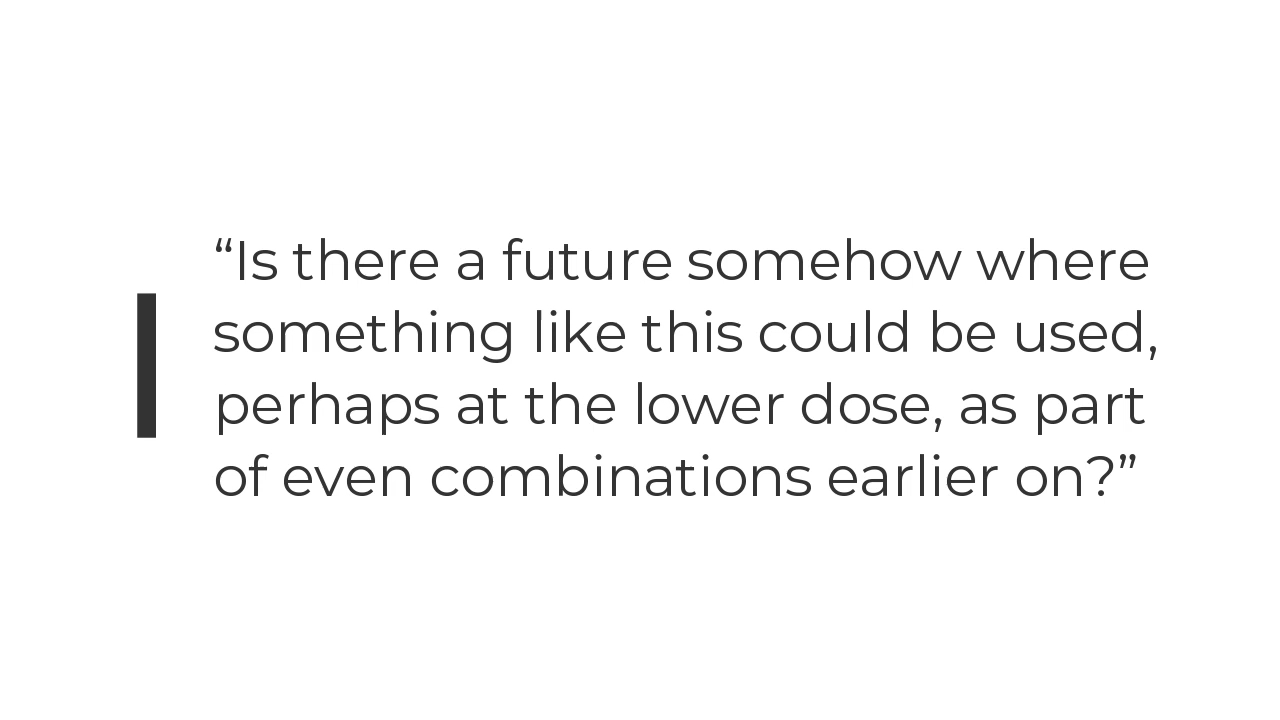 “Is there a future somehow where
something like this could be used,
perhaps at the lower dose, as part
of even combinations earlier on?”